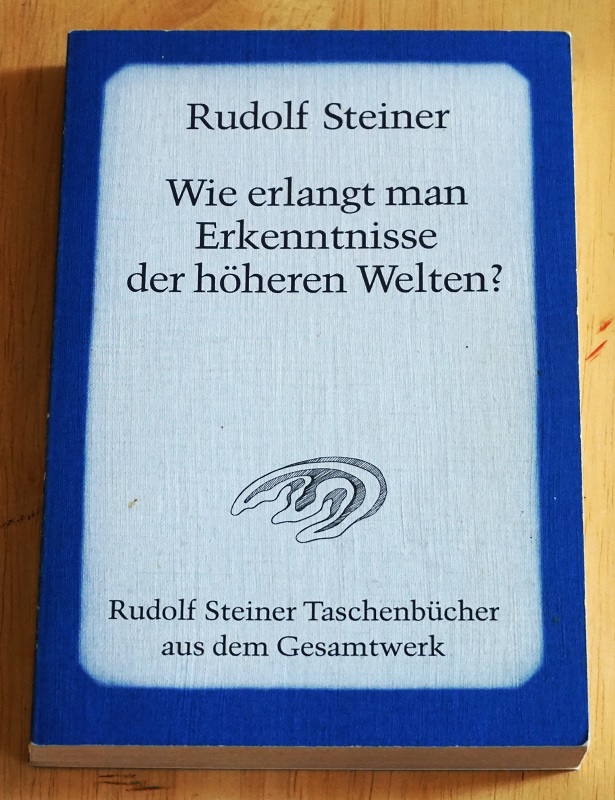 Rudolf Steiner
Wie erlangt man
Erkenntnisse
der höheren Welten?
Rudolf Steiner Taschenbücher
aus dem Gesamtwerk